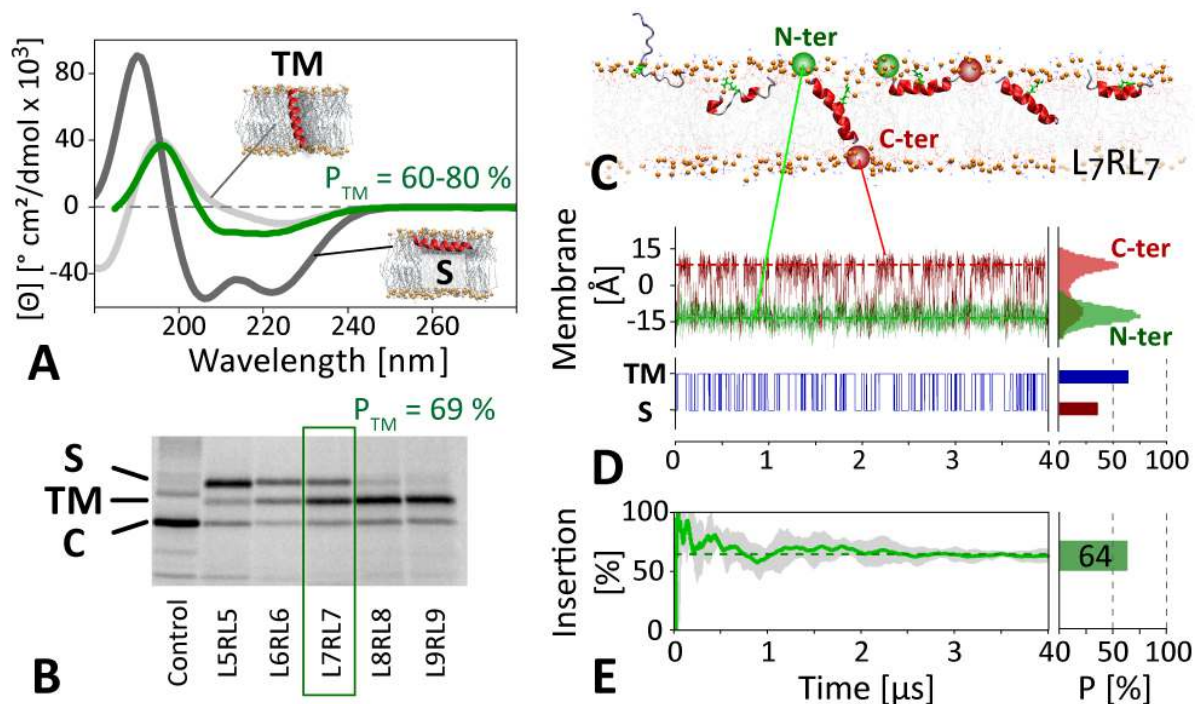 A
[Θ] [° cm²/dmol x 10³]
80
40
0
-40
TM
P_TM = 60-80 %
S
200
220
240
260
Wavelength [nm]
B
P_TM = 69 %
S
TM
C
Control
L5RL5
L6RL6
L7RL7
L8RL8
L9RL9
C
N-ter
C-ter
L₇RL₇
D
Membrane [Å]
15
0
-15
C-ter
N-ter
TM
S
0 1 2 3 4
0 50 100
E
Insertion [%]
100
50
0
64
0 1 2 3 4
0 50 100
Time [µs]
P [%]